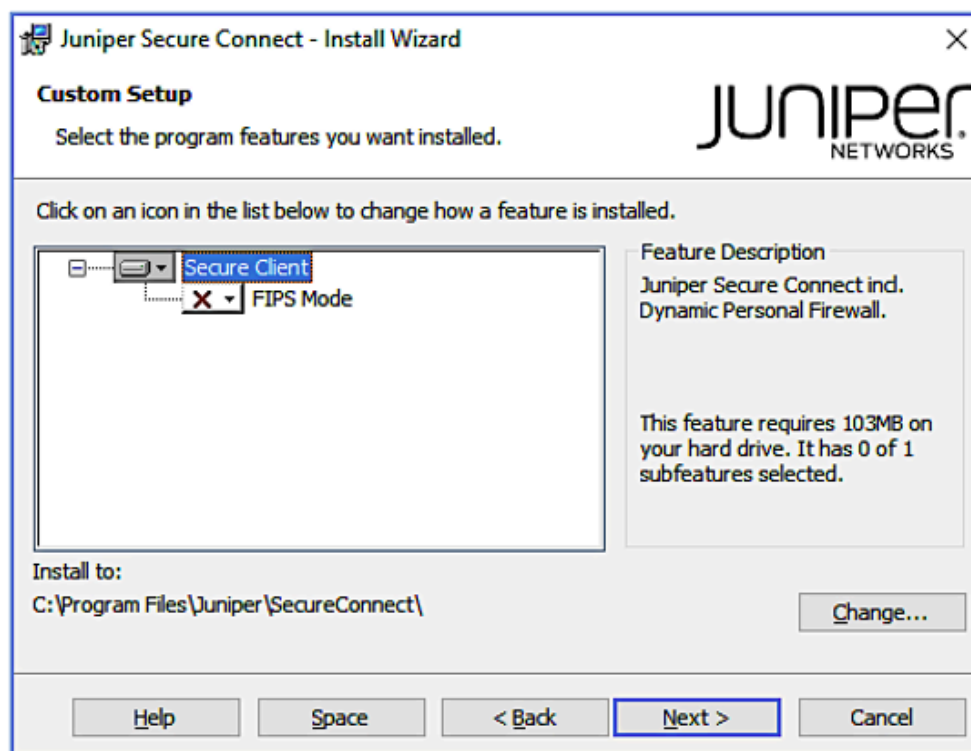 Juniper Secure Connect - Install Wizard
Custom Setup
Select the program features you want installed.
JUNIPer
NETWORKS
Click on an icon in the list below to change how a feature is installed.
Secure Client
FIPS Mode
Feature Description
Juniper Secure Connect incl.
Dynamic Personal Firewall.
This feature requires 103MB on
your hard drive. It has 0 of 1
subfeatures selected.
Install to:
C:\Program Files\Juniper\SecureConnect\
Change...
Help
Space
< Back
Next >
Cancel